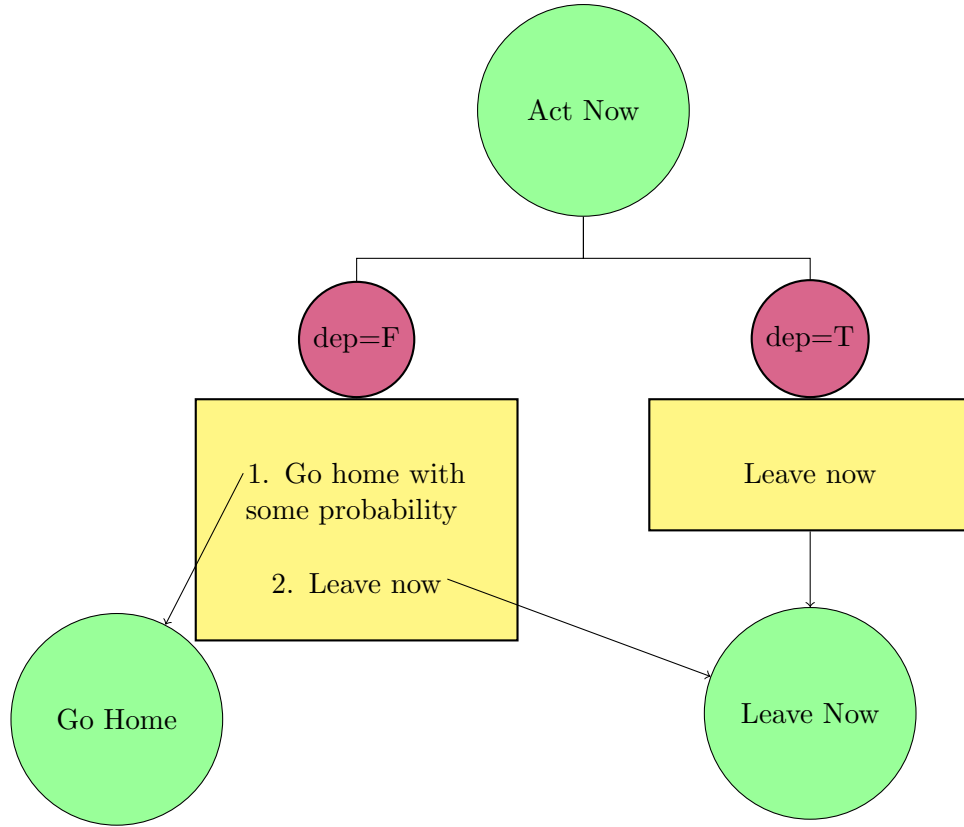 Act Now
dep=F
dep=T
1. Go home with
some probability
2. Leave now
Leave now
Go Home
Leave Now